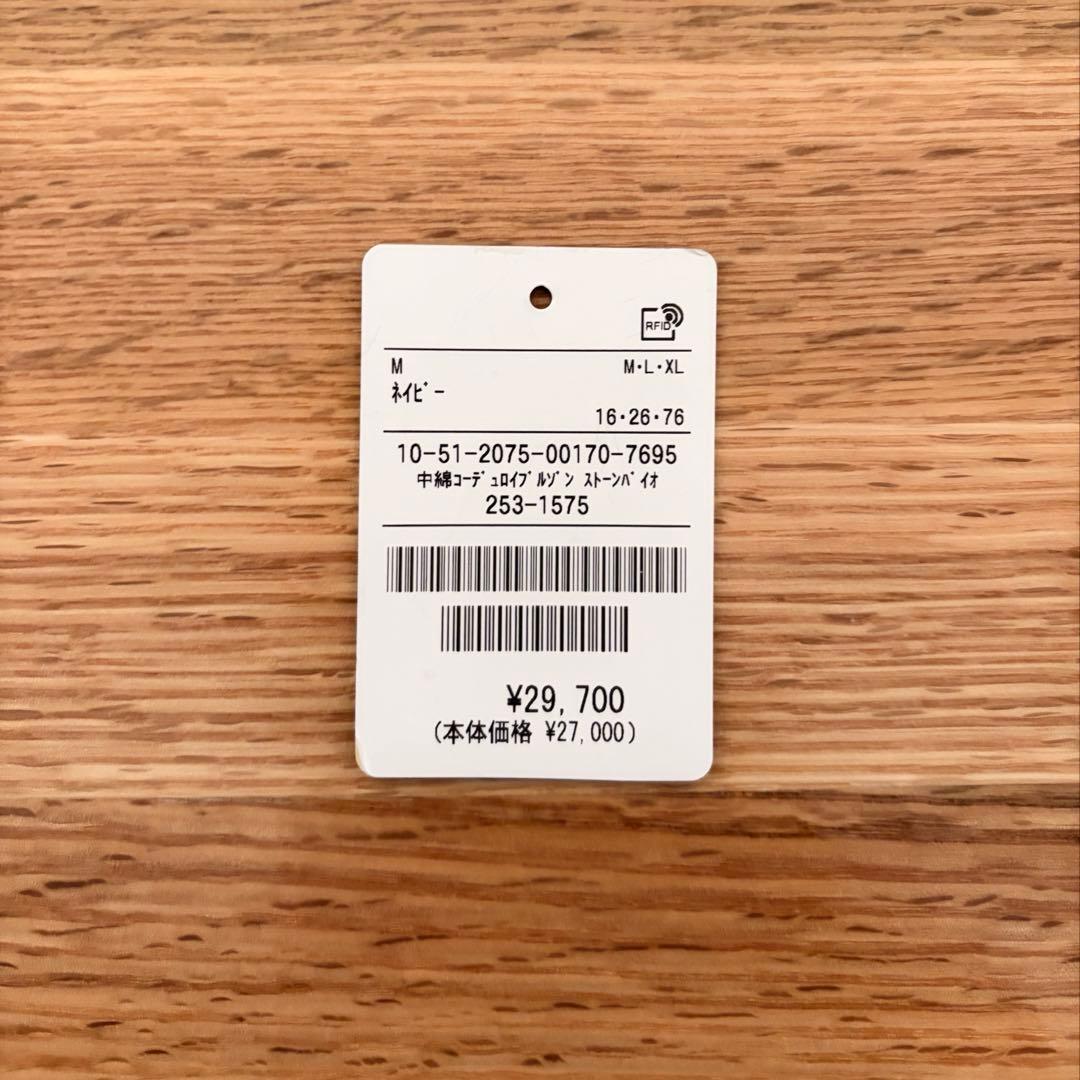 RFID
M M・L・XL
ﾈｲﾋﾞｰ
16・26・76
10-51-2075-00170-7695
中綿ｺｰﾃﾞｭﾛｲﾌﾞﾙｿﾞﾝ ｽﾄｰﾝﾊﾞｲｵ
253-1575
¥29,700
(本体価格 ¥27,000)